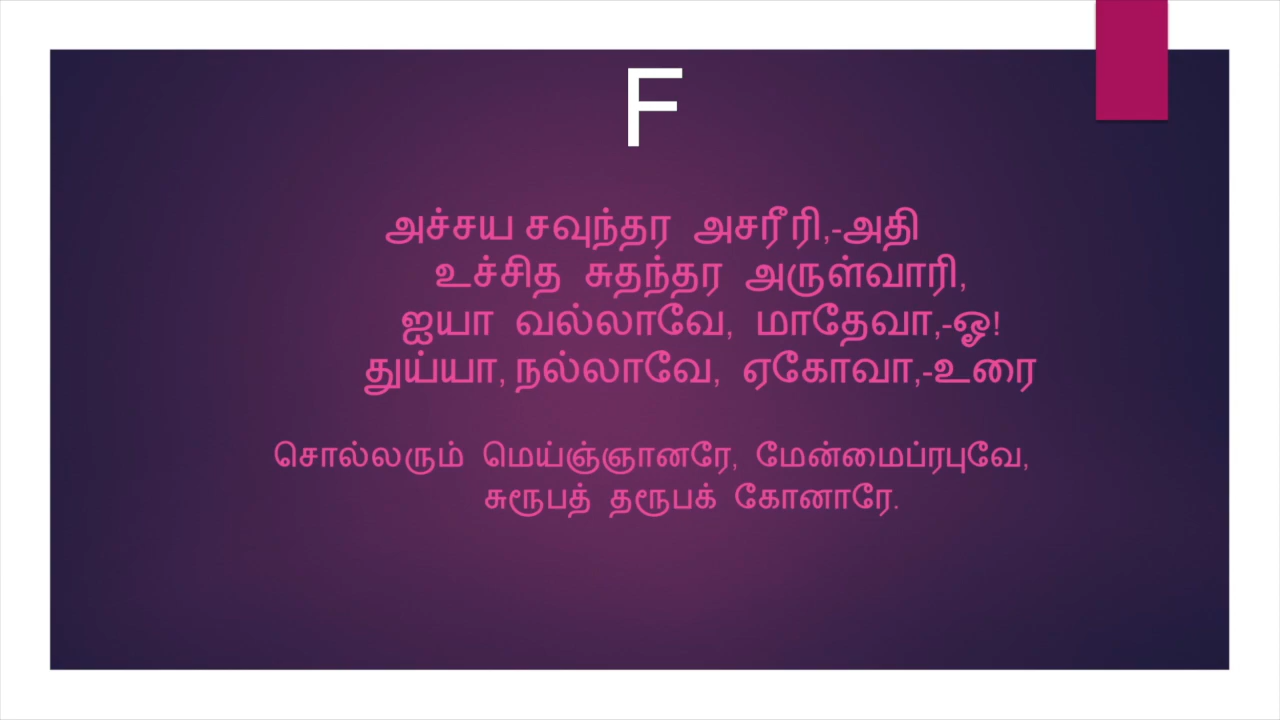 F
அச்சய சவுந்தர அசரீரி,-அதி
உச்சித சுதந்தர அருள்வாரி,
ஐயா வல்லாவே, மாதேவா,-ஓ!
துய்யா, நல்லாவே, ஏகோவா,-உரை
சொல்லரும் மெய்ஞ்ஞானரே, மேன்மைப்ரபுவே,
சுரூபத் தரூபக் கோனாரே.